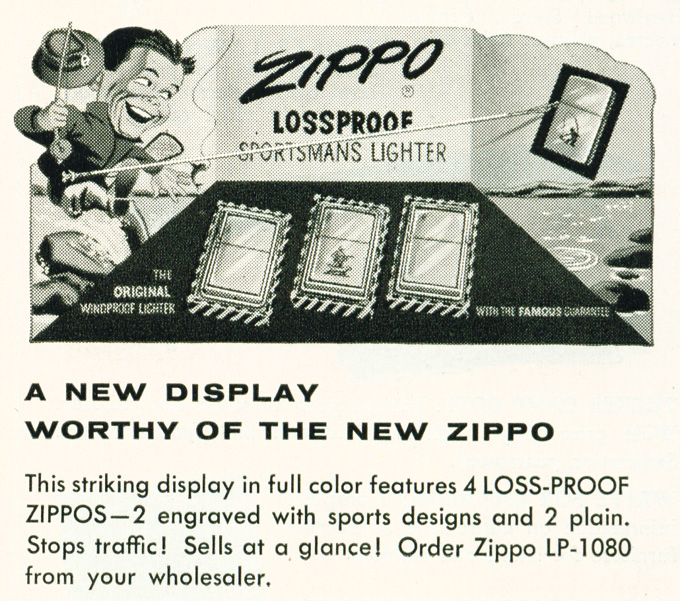 ZIPPO
®
LOSSPROOF
SPORTSMANS LIGHTER
THE
ORIGINAL
WINDPROOF LIGHTER
WITH THE FAMOUS GUARANTEE
A NEW DISPLAY
WORTHY OF THE NEW ZIPPO
This striking display in full color features 4 LOSS-PROOF
ZIPPOS—2 engraved with sports designs and 2 plain.
Stops traffic! Sells at a glance! Order Zippo LP-1080
from your wholesaler.